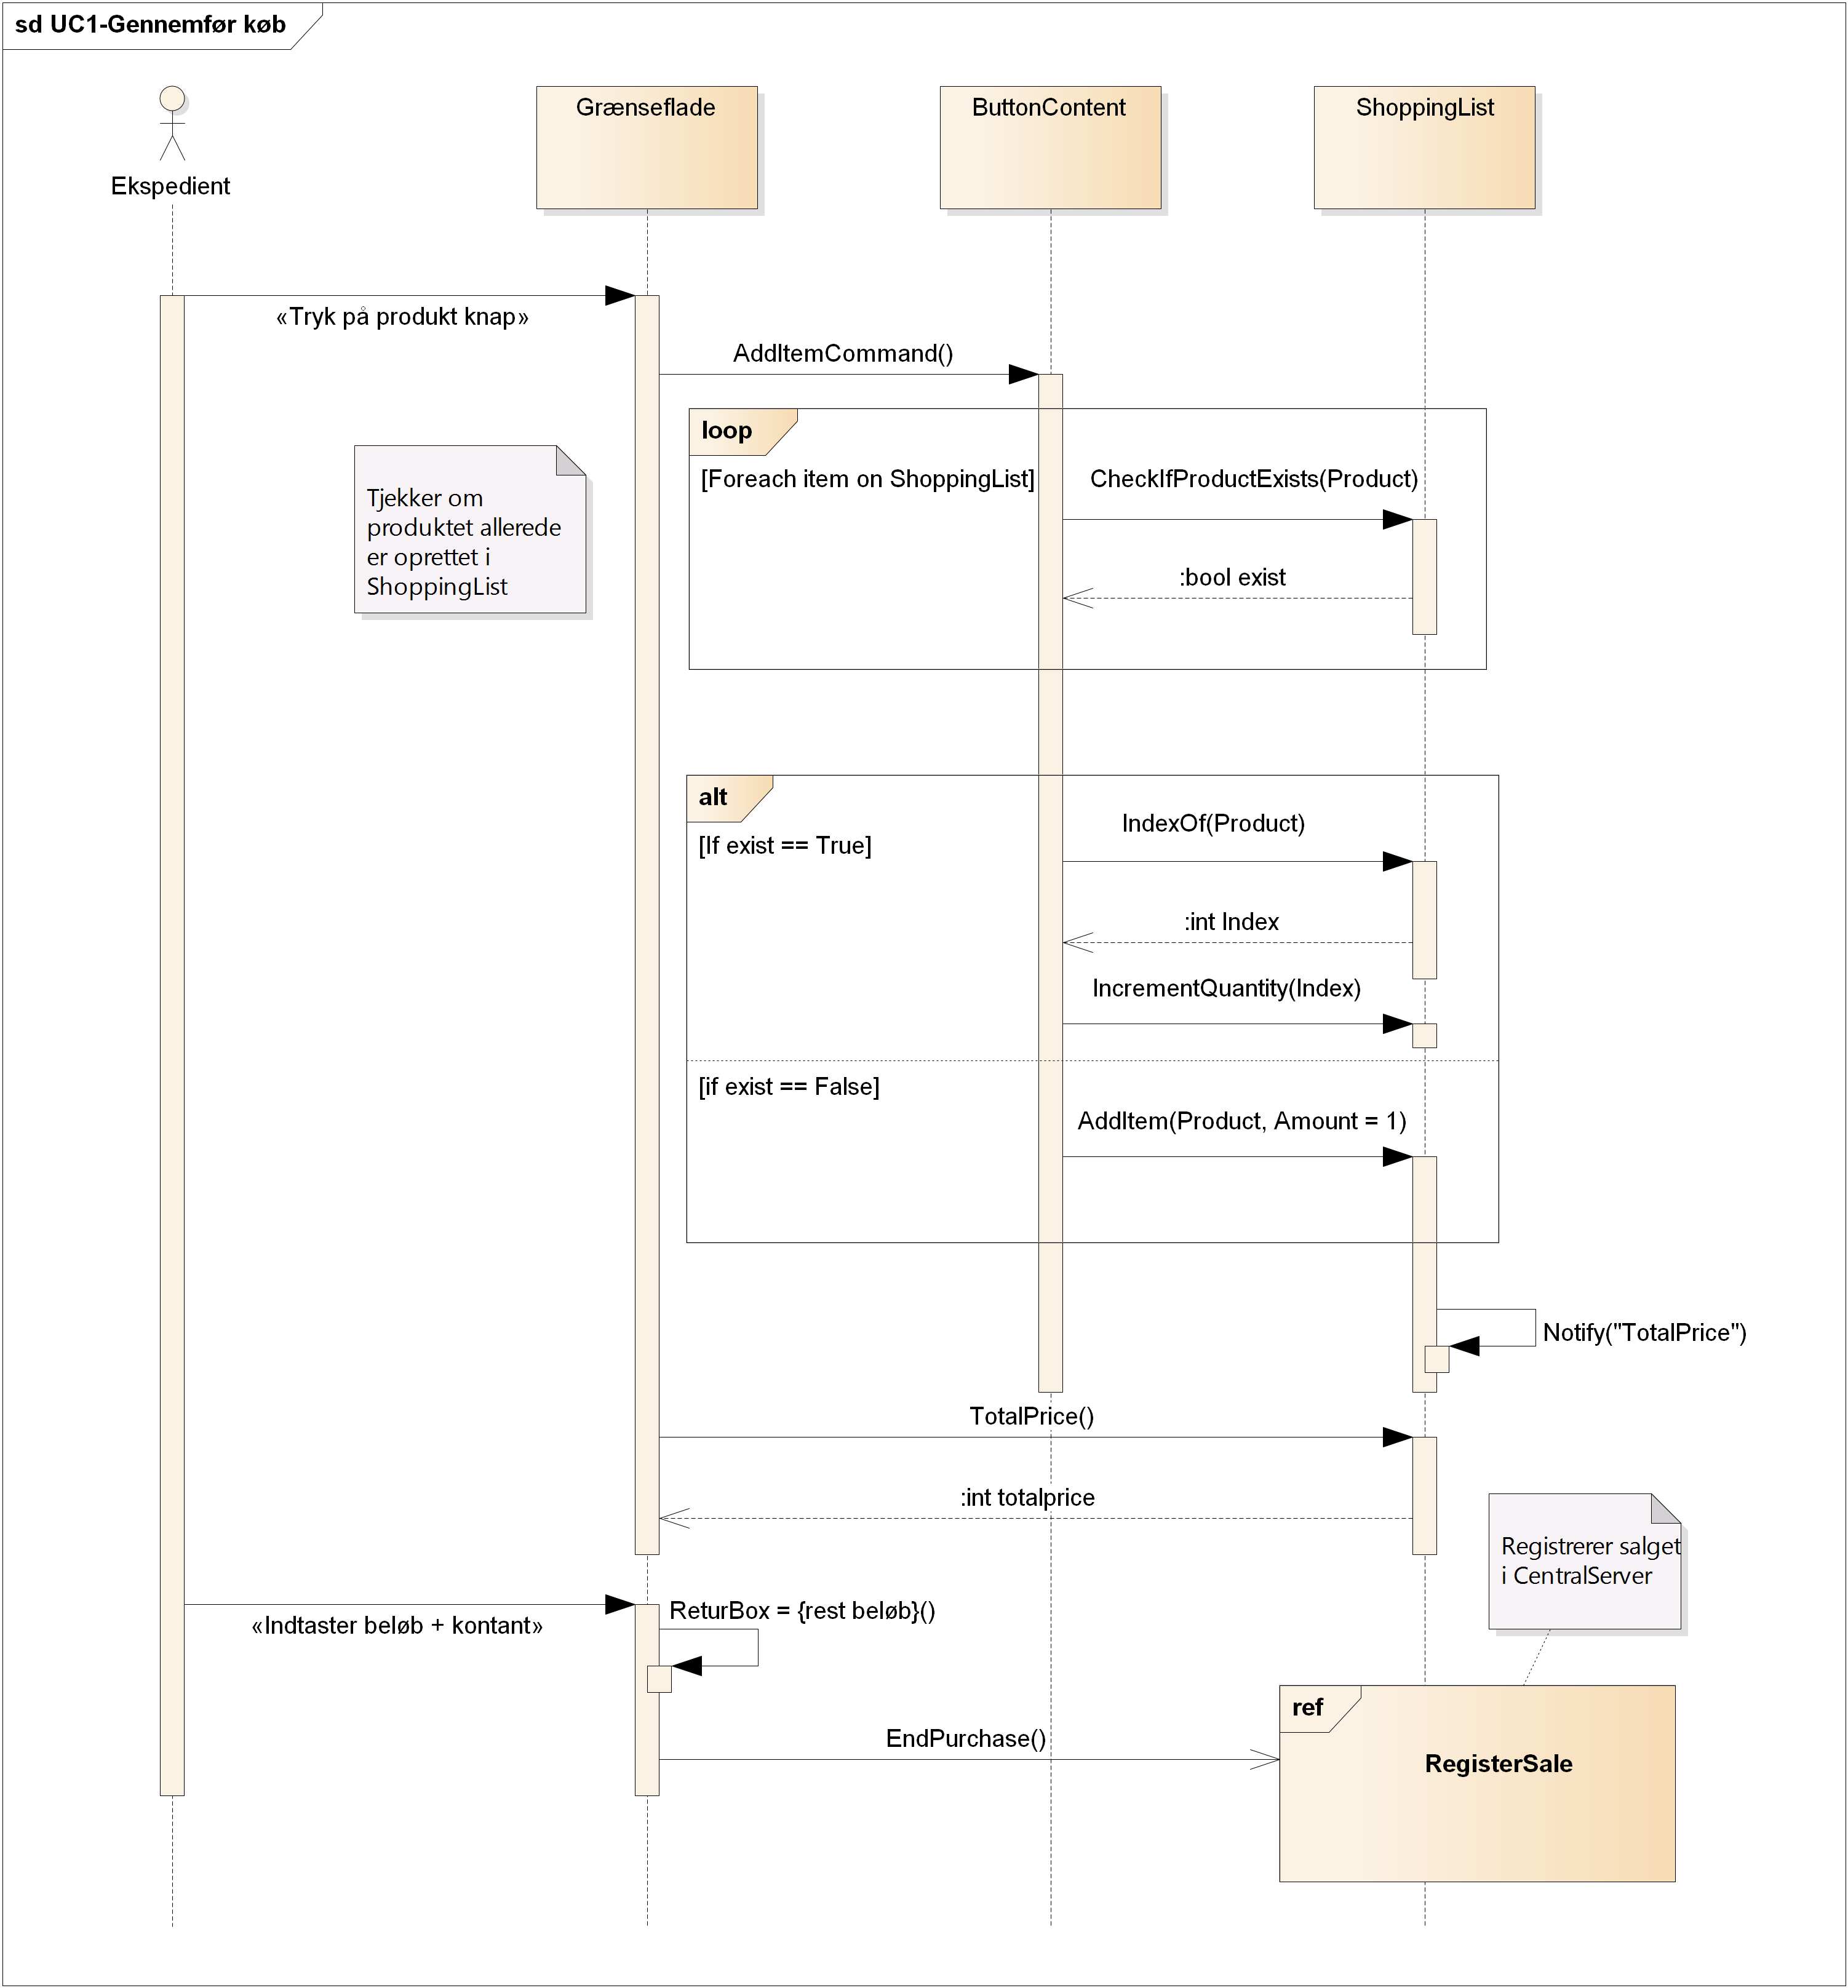 sd UC1-Gennemfør køb
Ekspedient
Grænseflade
ButtonContent
ShoppingList
«Tryk på produkt knap»
AddItemCommand()
loop
[Foreach item on ShoppingList]
CheckIfProductExists(Product)
Tjekker om
produktet allerede
er oprettet i
ShoppingList
:bool exist
alt
[If exist == True]
IndexOf(Product)
:int Index
IncrementQuantity(Index)
[if exist == False]
AddItem(Product, Amount = 1)
Notify("TotalPrice")
TotalPrice()
:int totalprice
Registrerer salget
i CentralServer
«Indtaster beløb + kontant»
ReturBox = {rest beløb}()
ref
EndPurchase()
RegisterSale